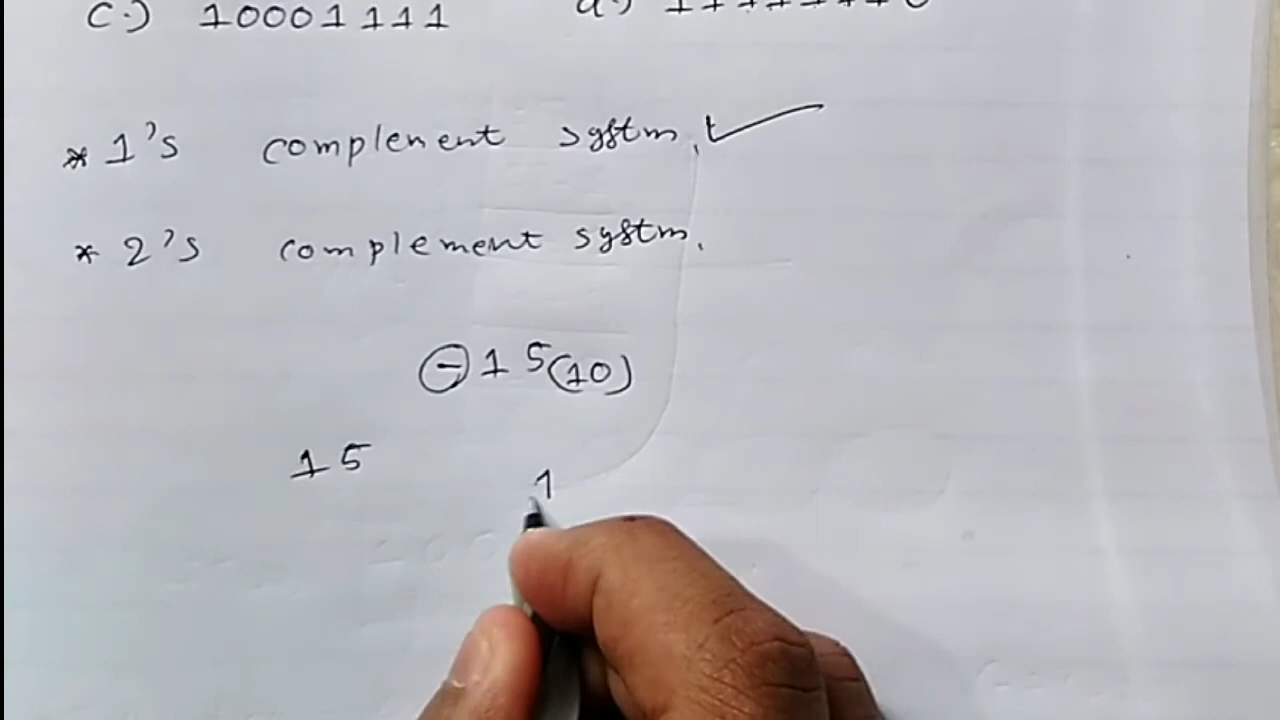 c.) 10001111 d.)
* 1's complement systm.
* 2's complement systm.
-15(10)
15 1